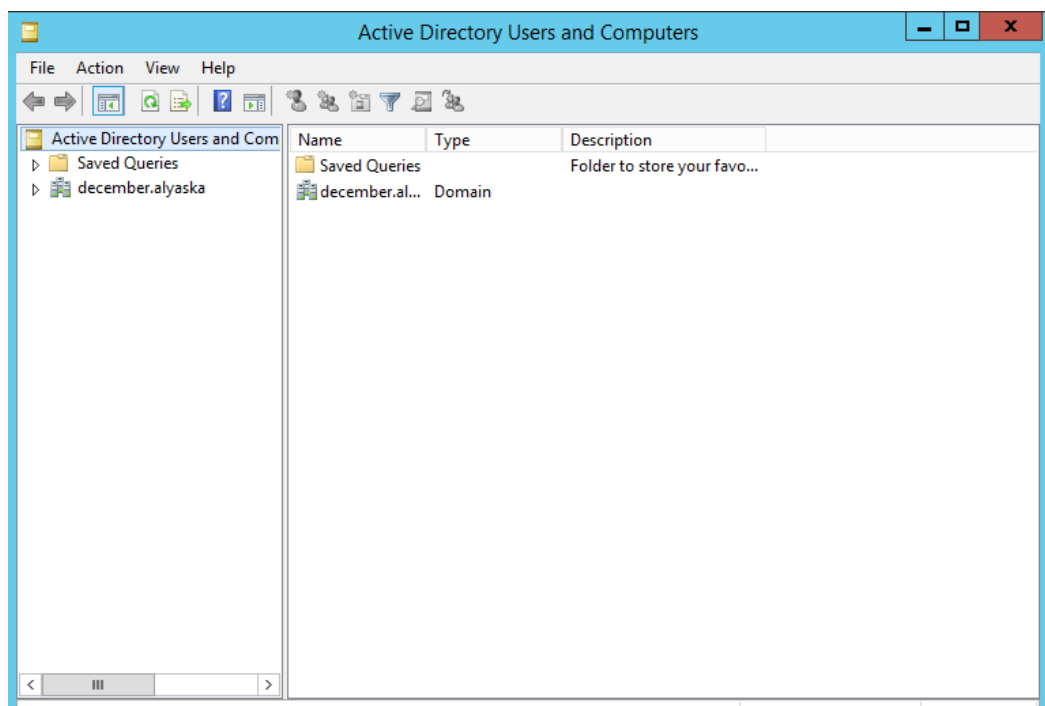 Active Directory Users and Computers
File Action View Help
Active Directory Users and Com
Saved Queries
december.alyaska
Name Type Description
Saved Queries Folder to store your favo...
december.al... Domain